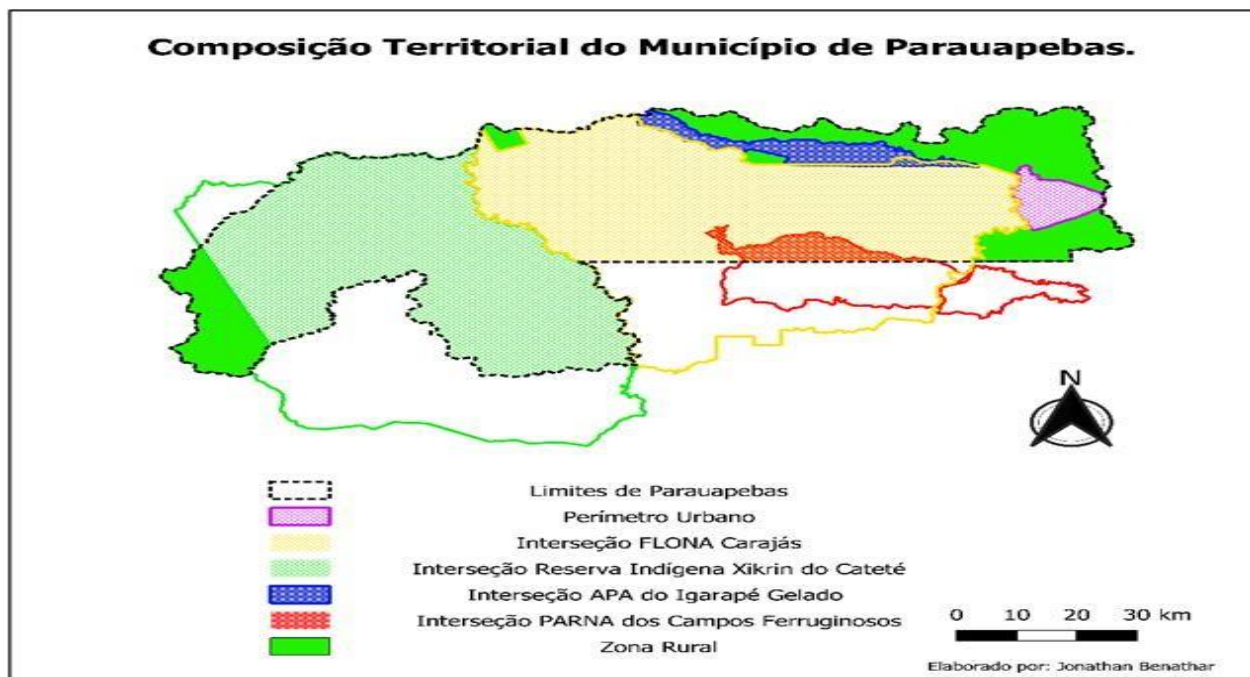 Composição Territorial do Município de Parauapebas.
N
Limites de Parauapebas
Perímetro Urbano
Interseção FLONA Carajás
Interseção Reserva Indígena Xikrin do Cateté
Interseção APA do Igarapé Gelado
Interseção PARNA dos Campos Ferruginosos
Zona Rural
0 10 20 30 km
Elaborado por: Jonathan Benathar